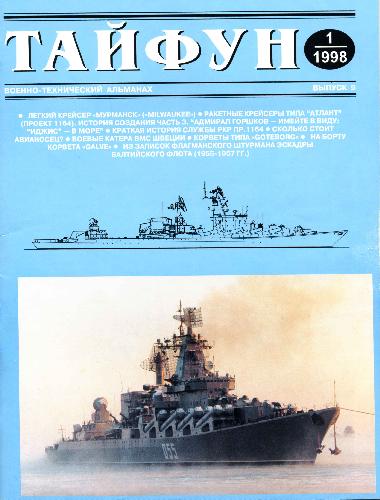 ТАЙФУН
1
1998
ВОЕННО-ТЕХНИЧЕСКИЙ АЛЬМАНАХ
ВЫПУСК 9
● ЛЕГКИЙ КРЕЙСЕР «МУРМАНСК» («MILWAUKEE») ● РАКЕТНЫЕ КРЕЙСЕРЫ ТИПА "АТЛАНТ"
(ПРОЕКТ 1164). ИСТОРИЯ СОЗДАНИЯ ЧАСТЬ 3. "АДМИРАЛ ГОРШКОВ – ИМЕЙТЕ В ВИДУ:
"ИДЖИС" – В МОРЕ" ● КРАТКАЯ ИСТОРИЯ СЛУЖБЫ РКР ПР.1164 ● СКОЛЬКО СТОИТ
АВИАНОСЕЦ? ● БОЕВЫЕ КАТЕРА ВМС ШВЕЦИИ ● КОРВЕТЫ ТИПА «GOTEBORG» ● НА БОРТУ
КОРВЕТА «GALVE» ● ИЗ ЗАПИСОК ФЛАГМАНСКОГО ШТУРМАНА ЭСКАДРЫ
БАЛТИЙСКОГО ФЛОТА (1955-1957 ГГ.)
055